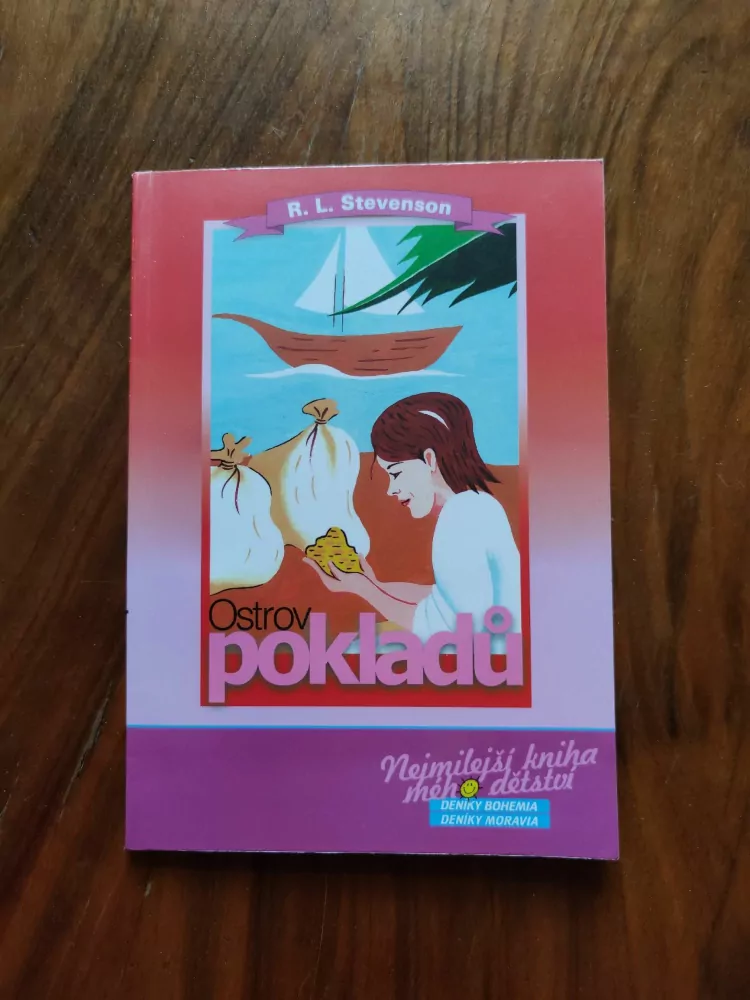 R. L. Stevenson
Ostrov
pokladů
Nejmilejší kniha
mého dětství
DENÍKY BOHEMIA
DENÍKY MORAVIA